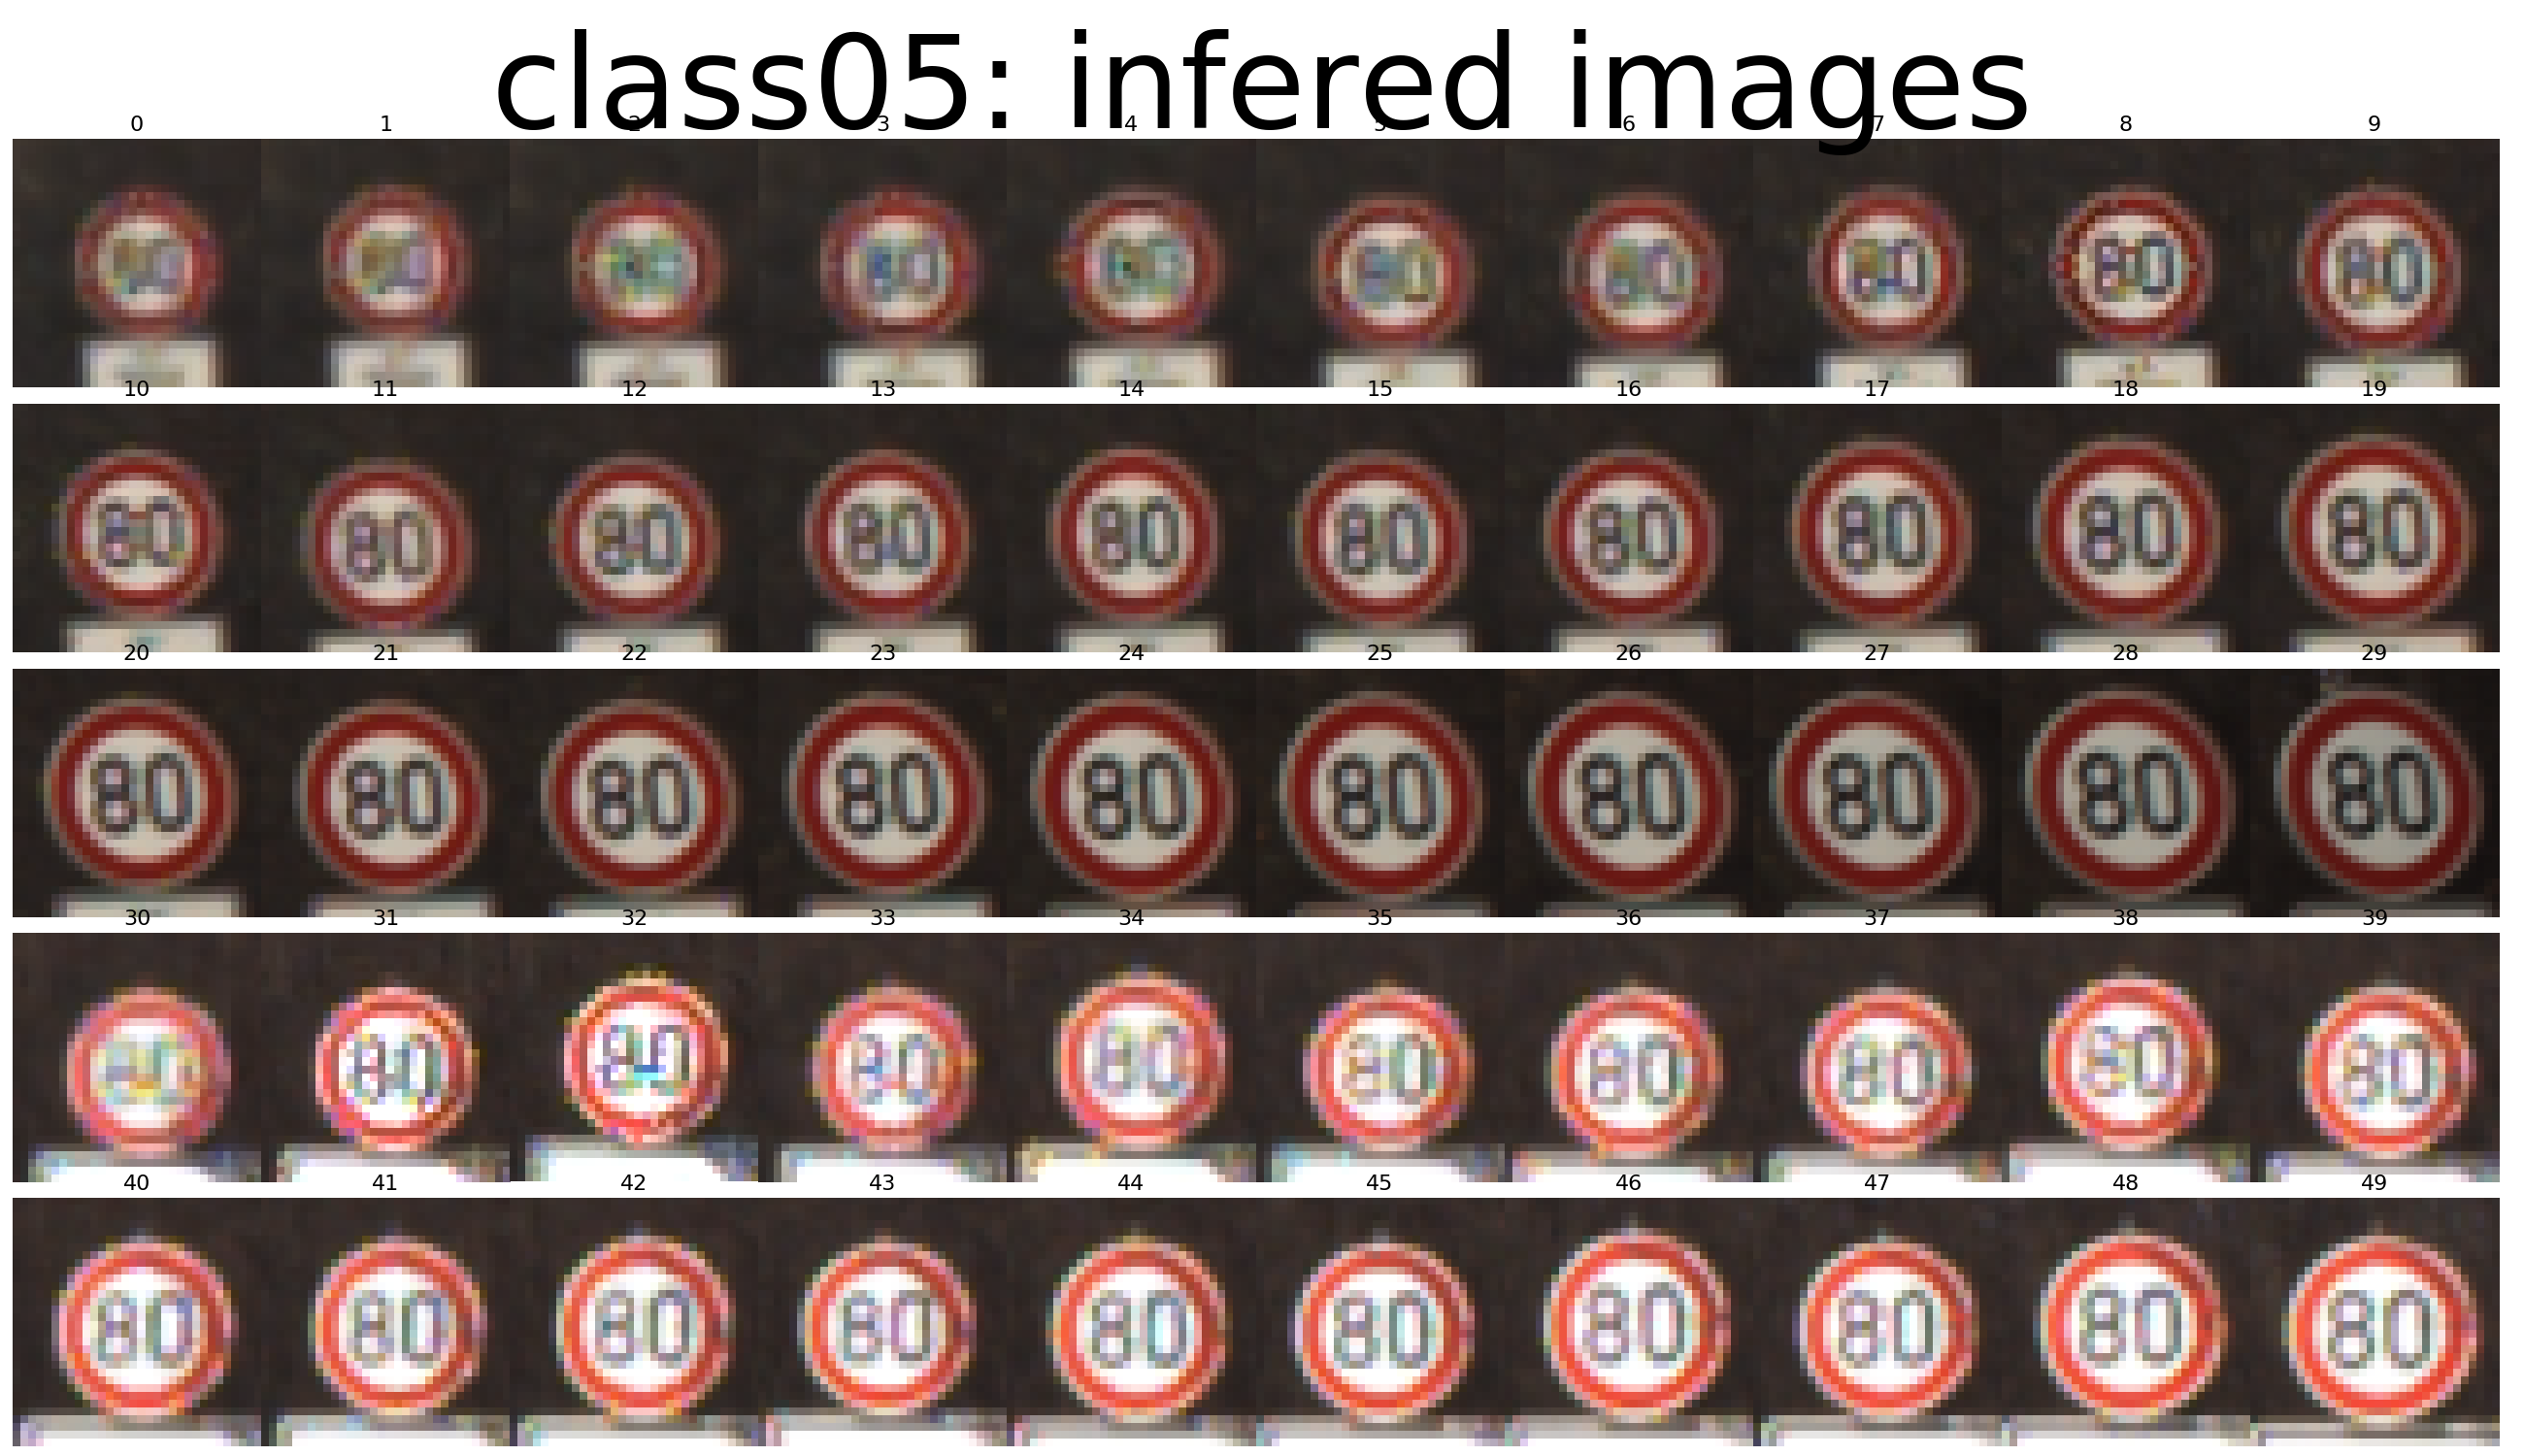 class05: infered images
0 1 2 3 4 5 6 7 8 9
80 80 80
10 11 12 13 14 15 16 17 18 19
80 80 80 80 80 80 80 80 80 80
20 21 22 23 24 25 26 27 28 29
80 80 80 80 80 80 80 80 80 80
30 31 32 33 34 35 36 37 38 39
80 80 80 80 80 80 80 80
40 41 42 43 44 45 46 47 48 49
80 80 80 80 80 80 80 80 80 80